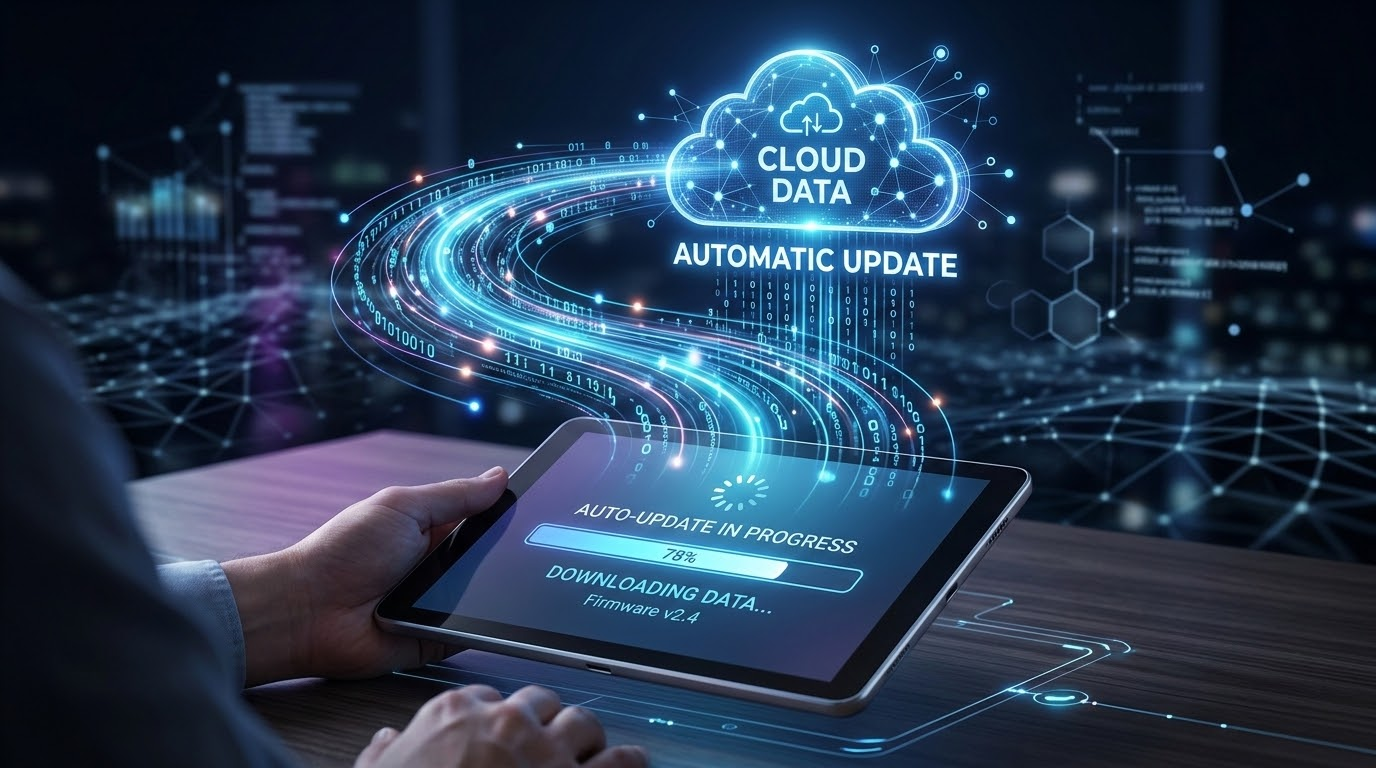 CLOUD
DATA
AUTOMATIC UPDATE
AUTO-UPDATE IN PROGRESS
78%
DOWNLOADING DATA...
Firmware v2.4